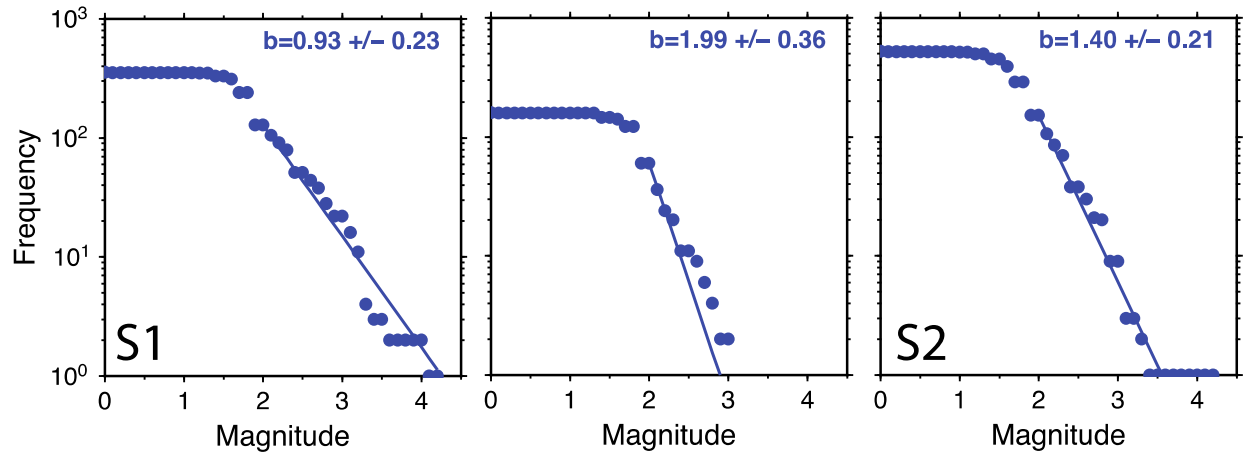 b=0.93 +/- 0.23
b=1.99 +/- 0.36
b=1.40 +/- 0.21
10³
10²
10¹
10⁰
Frequency
S1
S2
0 1 2 3 4
0 1 2 3 4
0 1 2 3 4
Magnitude
Magnitude
Magnitude